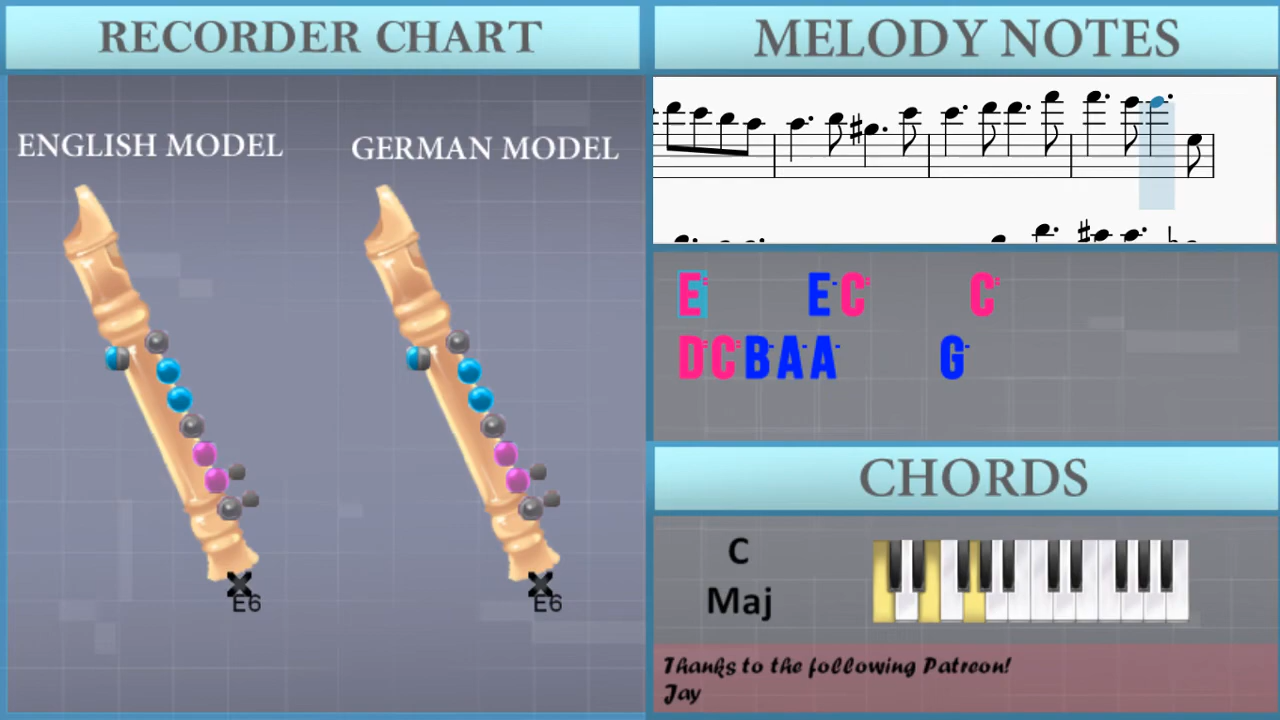 RECORDER CHART
ENGLISH MODEL
GERMAN MODEL
E6
E6
MELODY NOTES
E E C C
D C B A A G
CHORDS
C
Maj
Thanks to the following Patreon!
Jay